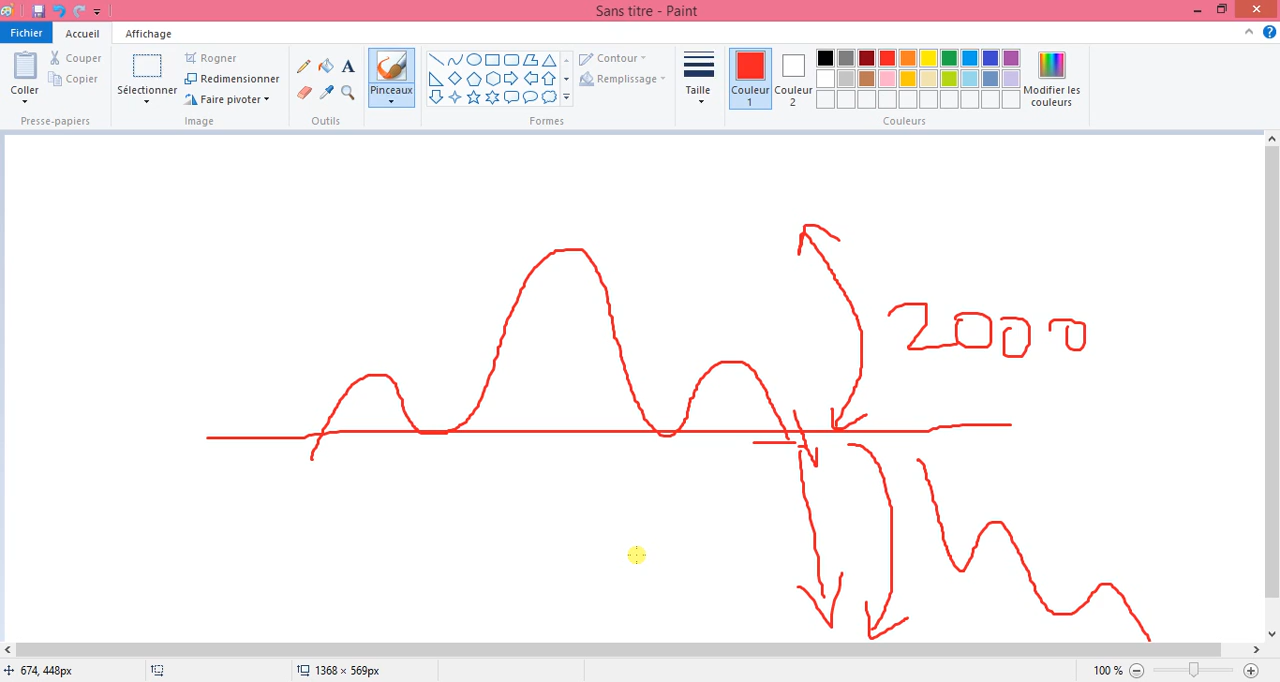 Sans titre - Paint
Fichier Accueil Affichage
Coller
Couper
Copier
Presse-papiers
Sélectionner
Rogner
Redimensionner
Faire pivoter
Image
A
Outils
Pinceaux
Contour
Remplissage
Formes
Taille
Couleur 1
Couleur 2
Modifier les couleurs
Couleurs
2000
674, 448px
1368 × 569px
100 %